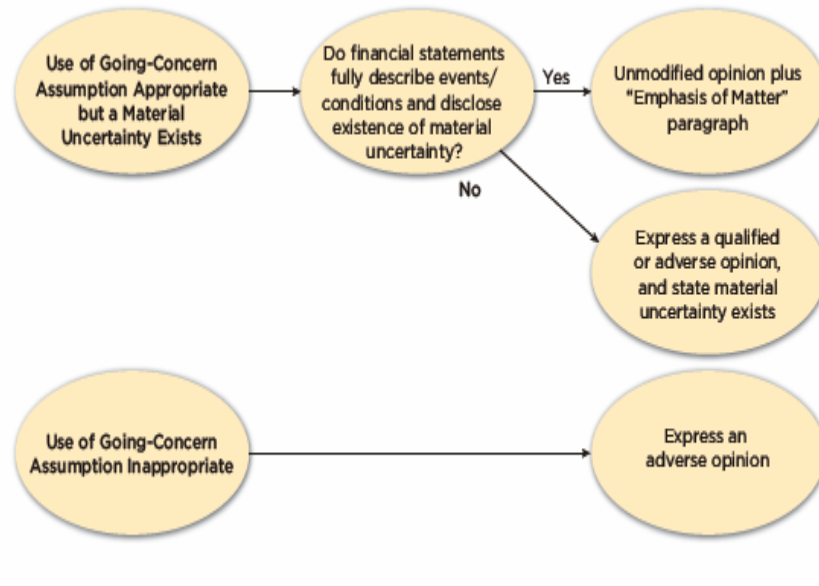 Use of Going-Concern
Assumption Appropriate
but a Material
Uncertainty Exists
Do financial statements
fully describe events/
conditions and disclose
existence of material
uncertainty?
Yes
Unmodified opinion plus
“Emphasis of Matter”
paragraph
No
Express a qualified
or adverse opinion,
and state material
uncertainty exists
Use of Going-Concern
Assumption Inappropriate
Express an
adverse opinion